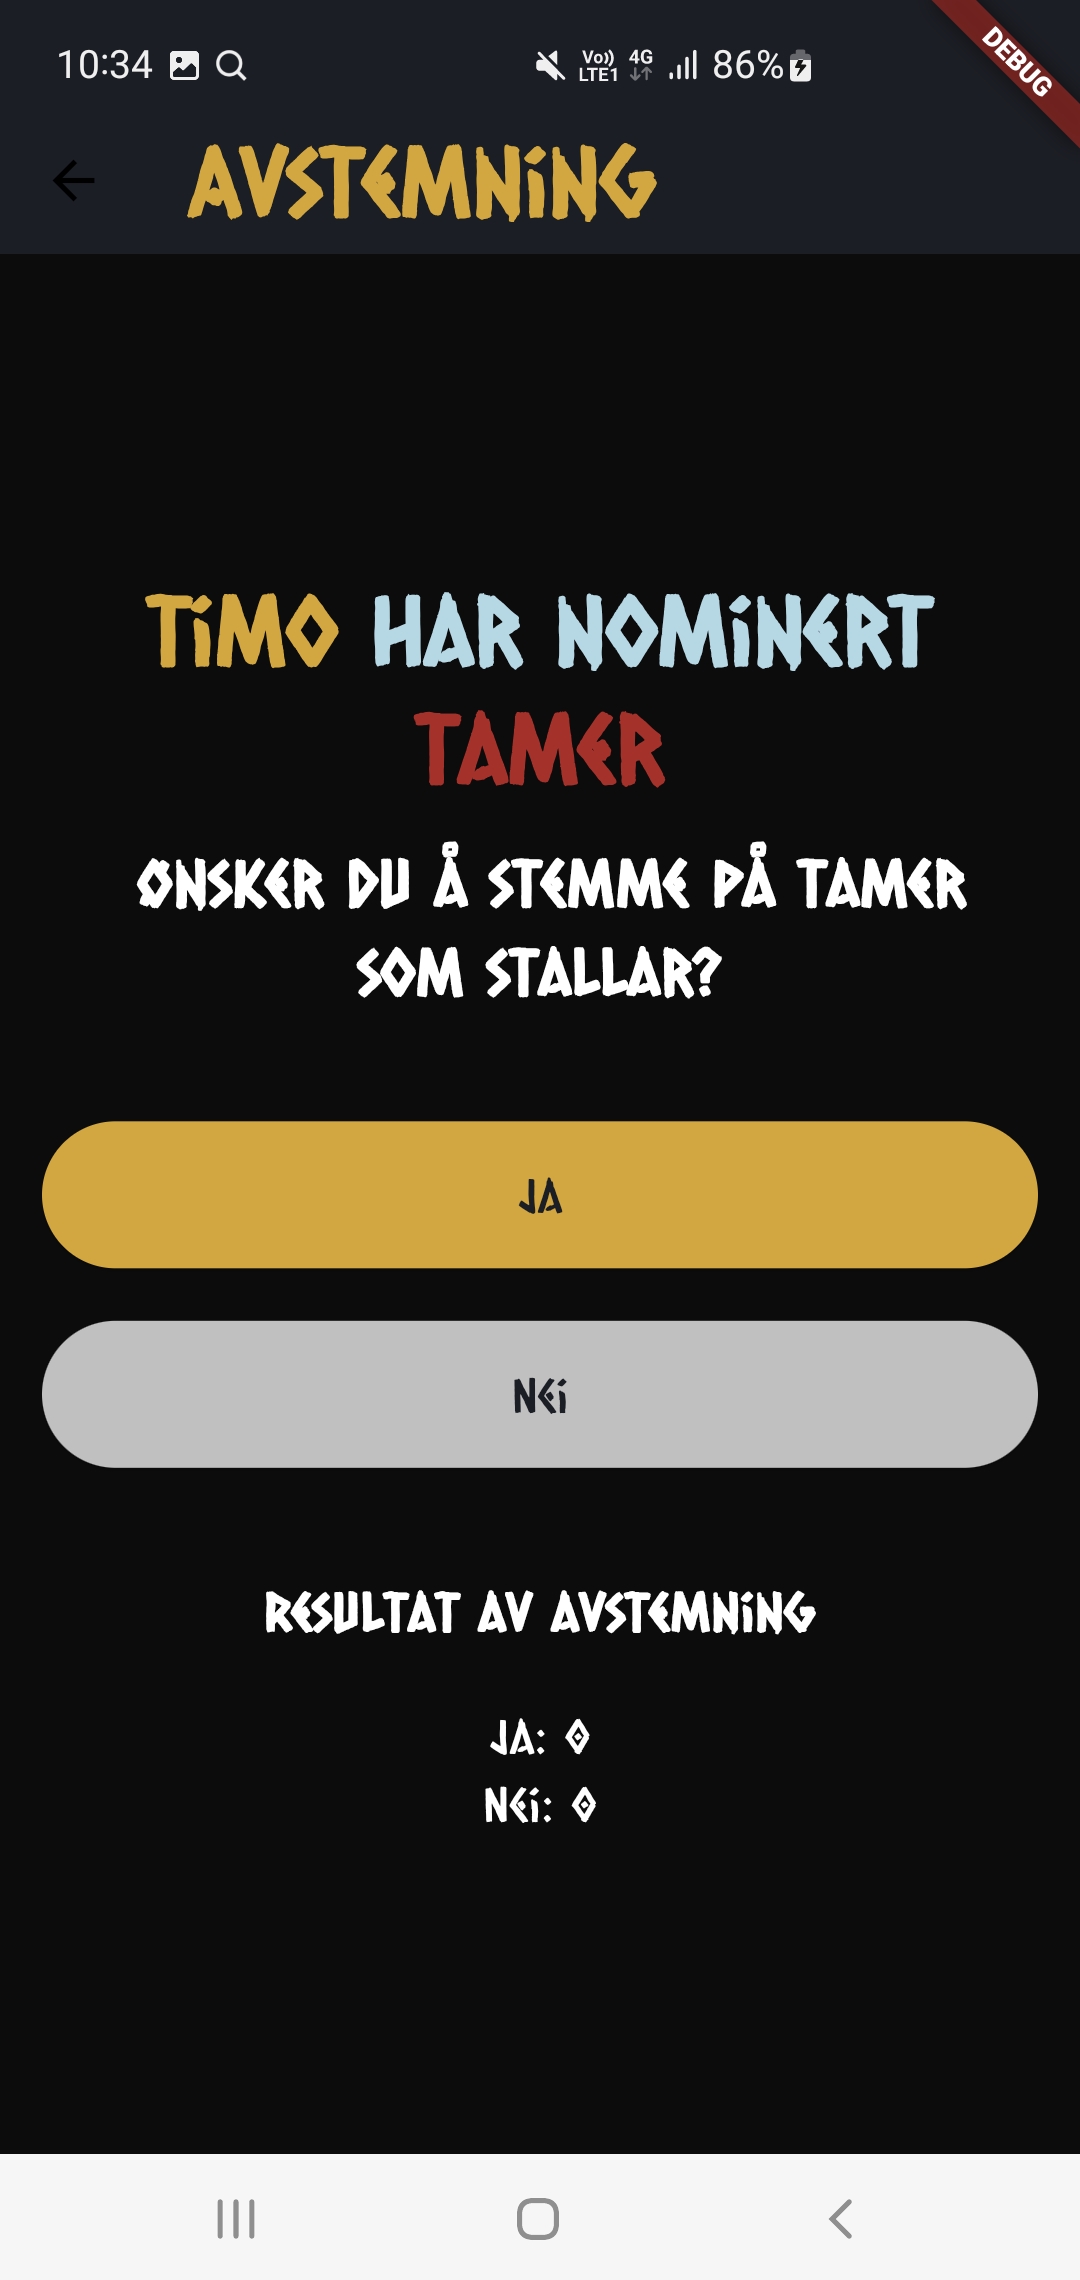 10:34
Vo)) LTE1 4G 86%
DEBUG
AVSTEMNING
TIMO HAR NOMINERT
TAMER
ØNSKER DU Å STEMME PÅ TAMER
SOM STALLAR?
JA
NEI
RESULTAT AV AVSTEMNING
JA: 0
NEI: 0